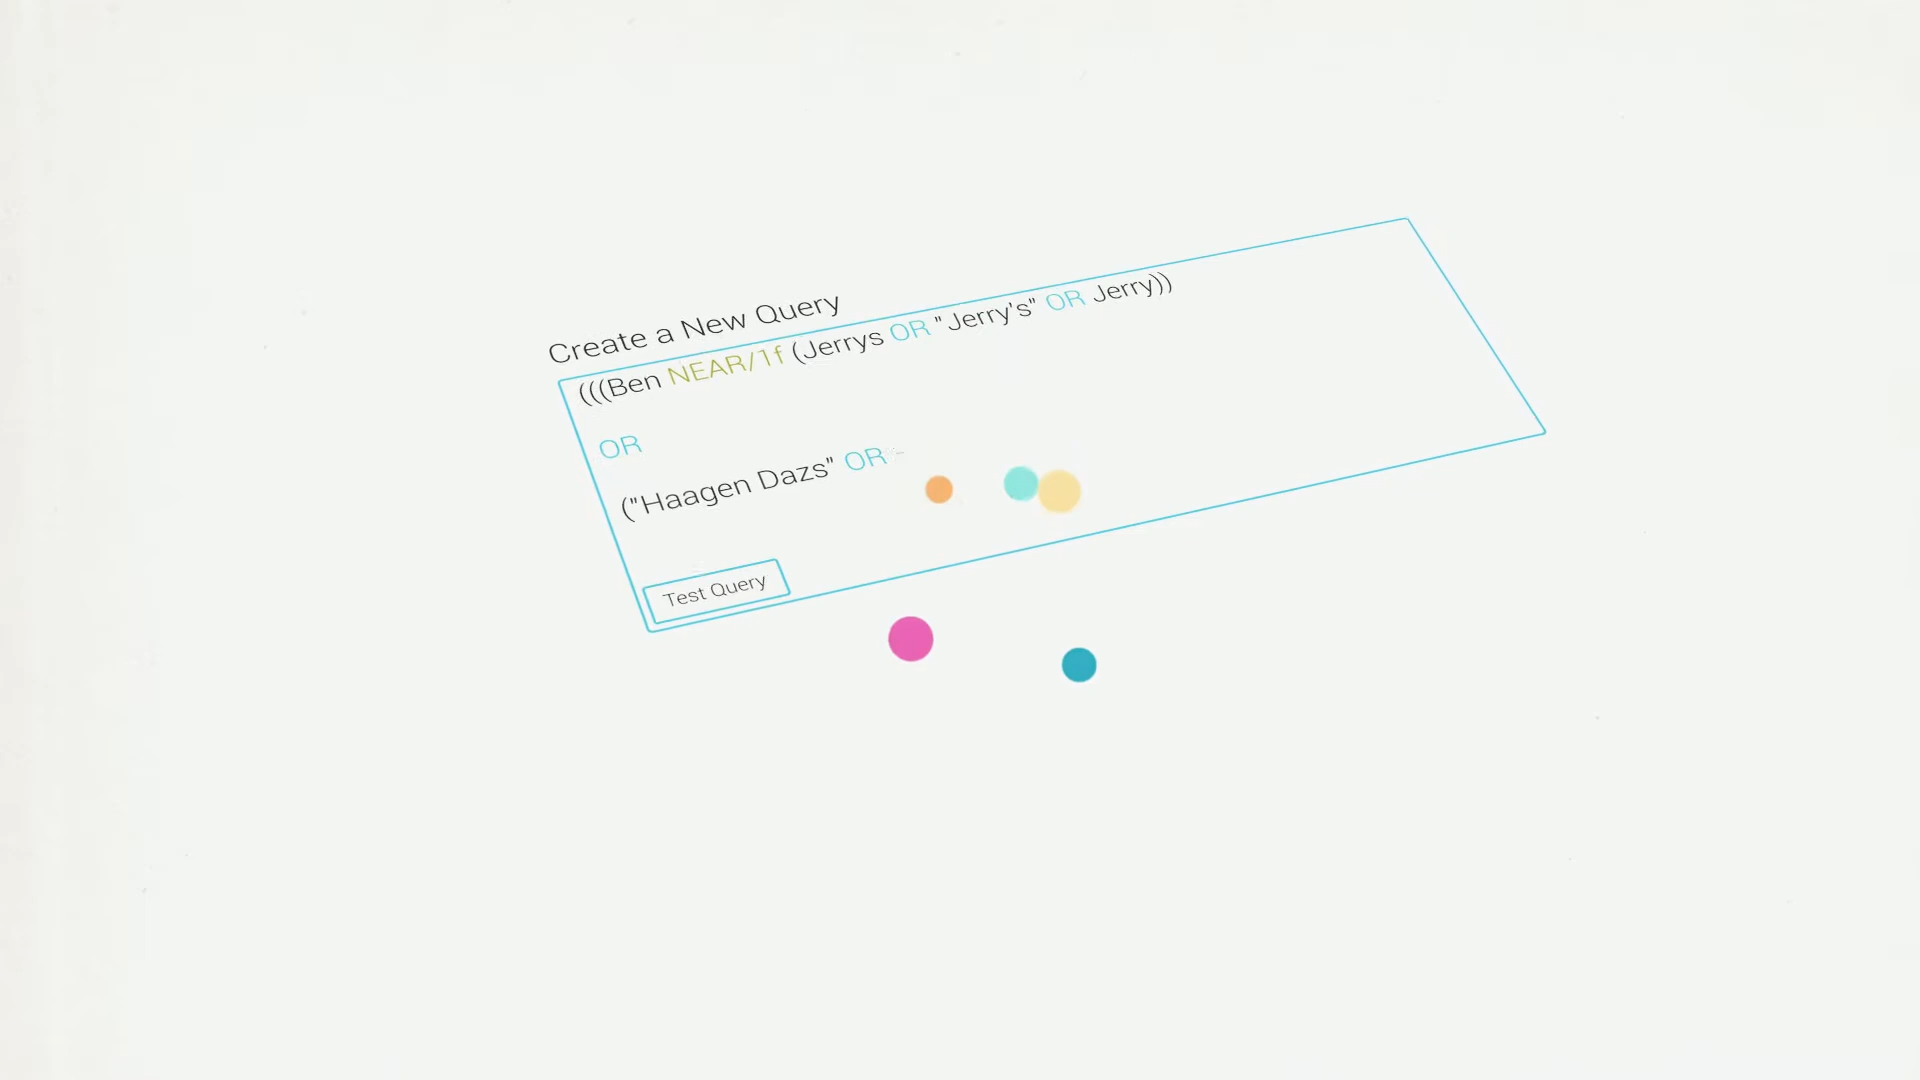 Create a New Query
(((Ben NEAR/1f (Jerrys OR "Jerry's" OR Jerry))
OR
("Haagen Dazs" OR -
Test Query